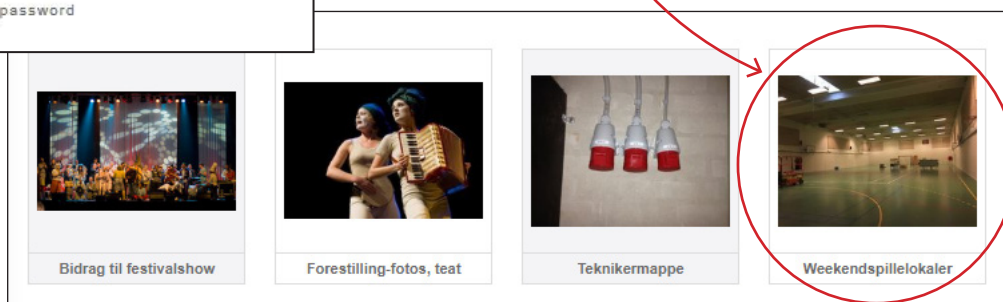 password
Bidrag til festivalshow
Forestilling-fotos, teat
Teknikermappe
Weekendspillelokaler